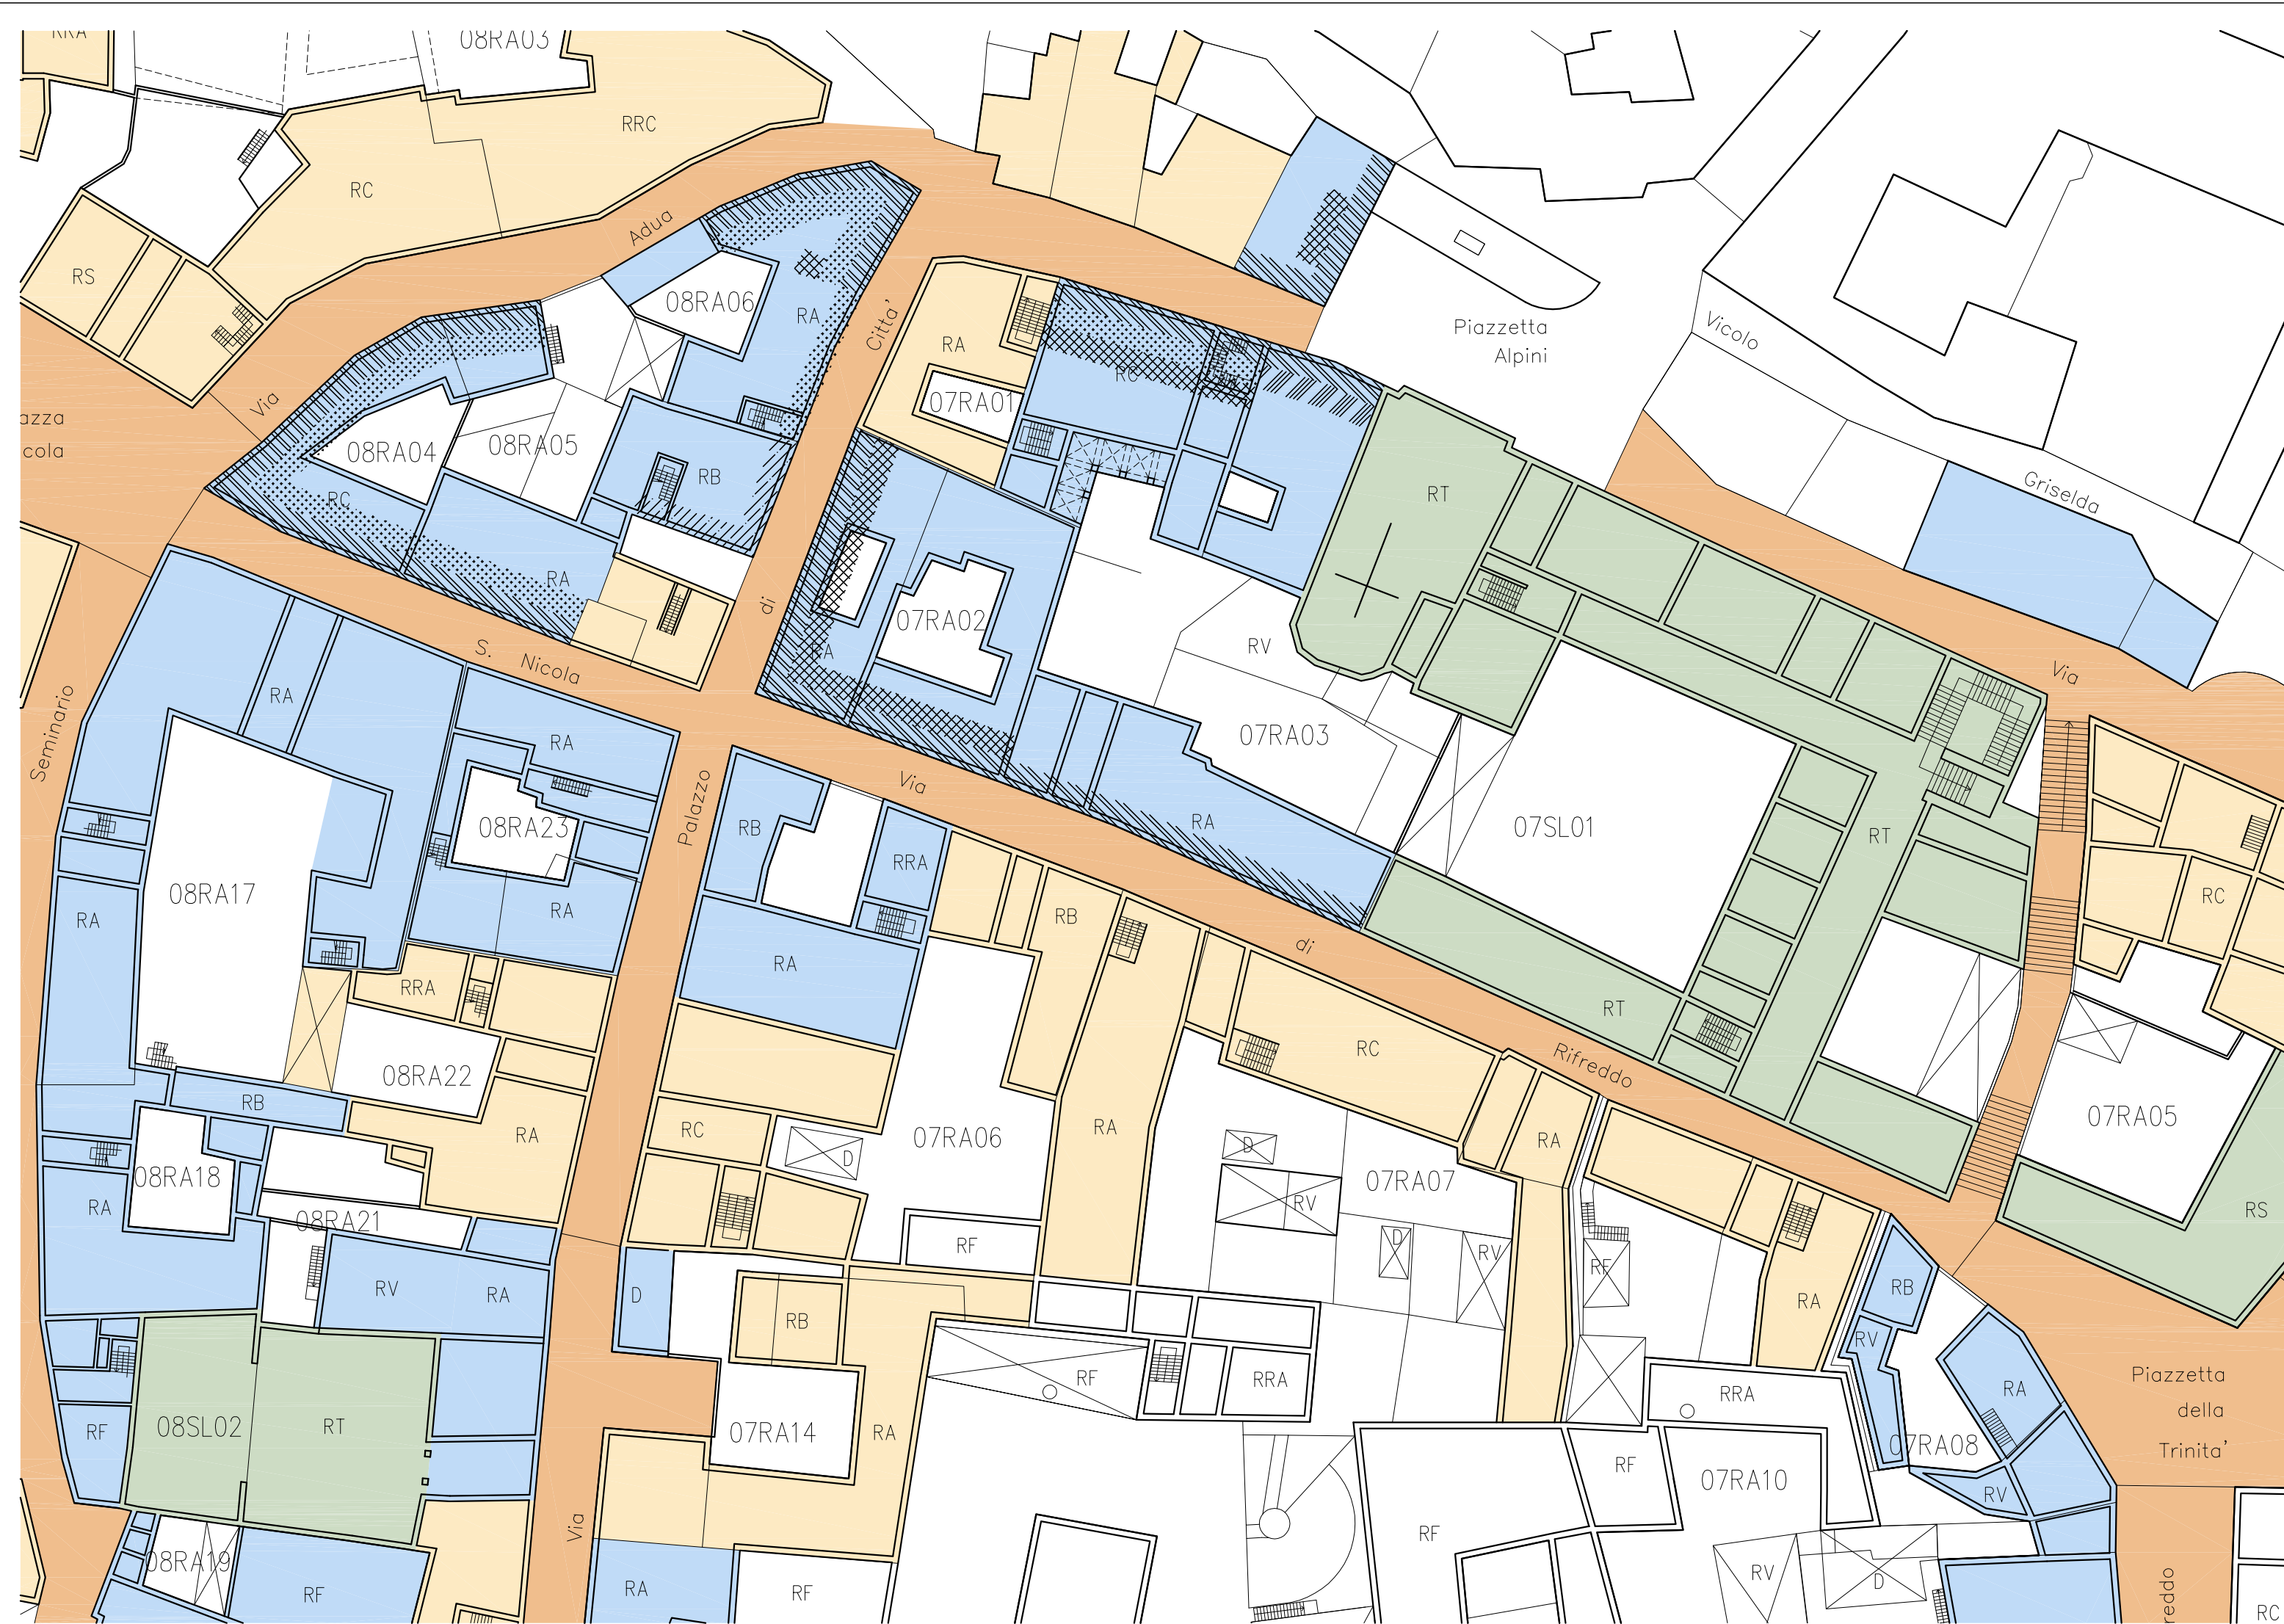 RRA
08RA03
RRC
RC
Adua
RS
08RA06
RA
Citta'
Piazzetta
Alpini
Vicolo
RA
RC
07RA01
Via
azza
cola
08RA04
08RA05
RB
RC
RT
Griselda
RA
di
07RA02
RA
RV
S. Nicola
Via
RA
Seminario
RA
07RA03
Via
Palazzo
RB
08RA23
RRA
RA
07SL01
RT
08RA17
RA
RA
RB
RC
RA
di
RRA
RT
RC
Rifreddo
08RA22
RB
RA
RC
07RA06
D
RA
D
RA
07RA05
08RA18
RA
08RA21
07RA07
RV
RS
RF
D
RV
RF
RV
RA
D
RB
RA
RB
RV
RF
RRA
RRA
RA
Piazzetta
della
Trinita'
08SL02
RT
RF
07RA14
RA
07RA08
RF
07RA10
RV
Via
RF
08RA19
RF
RA
RF
RV
D
reddo
RC